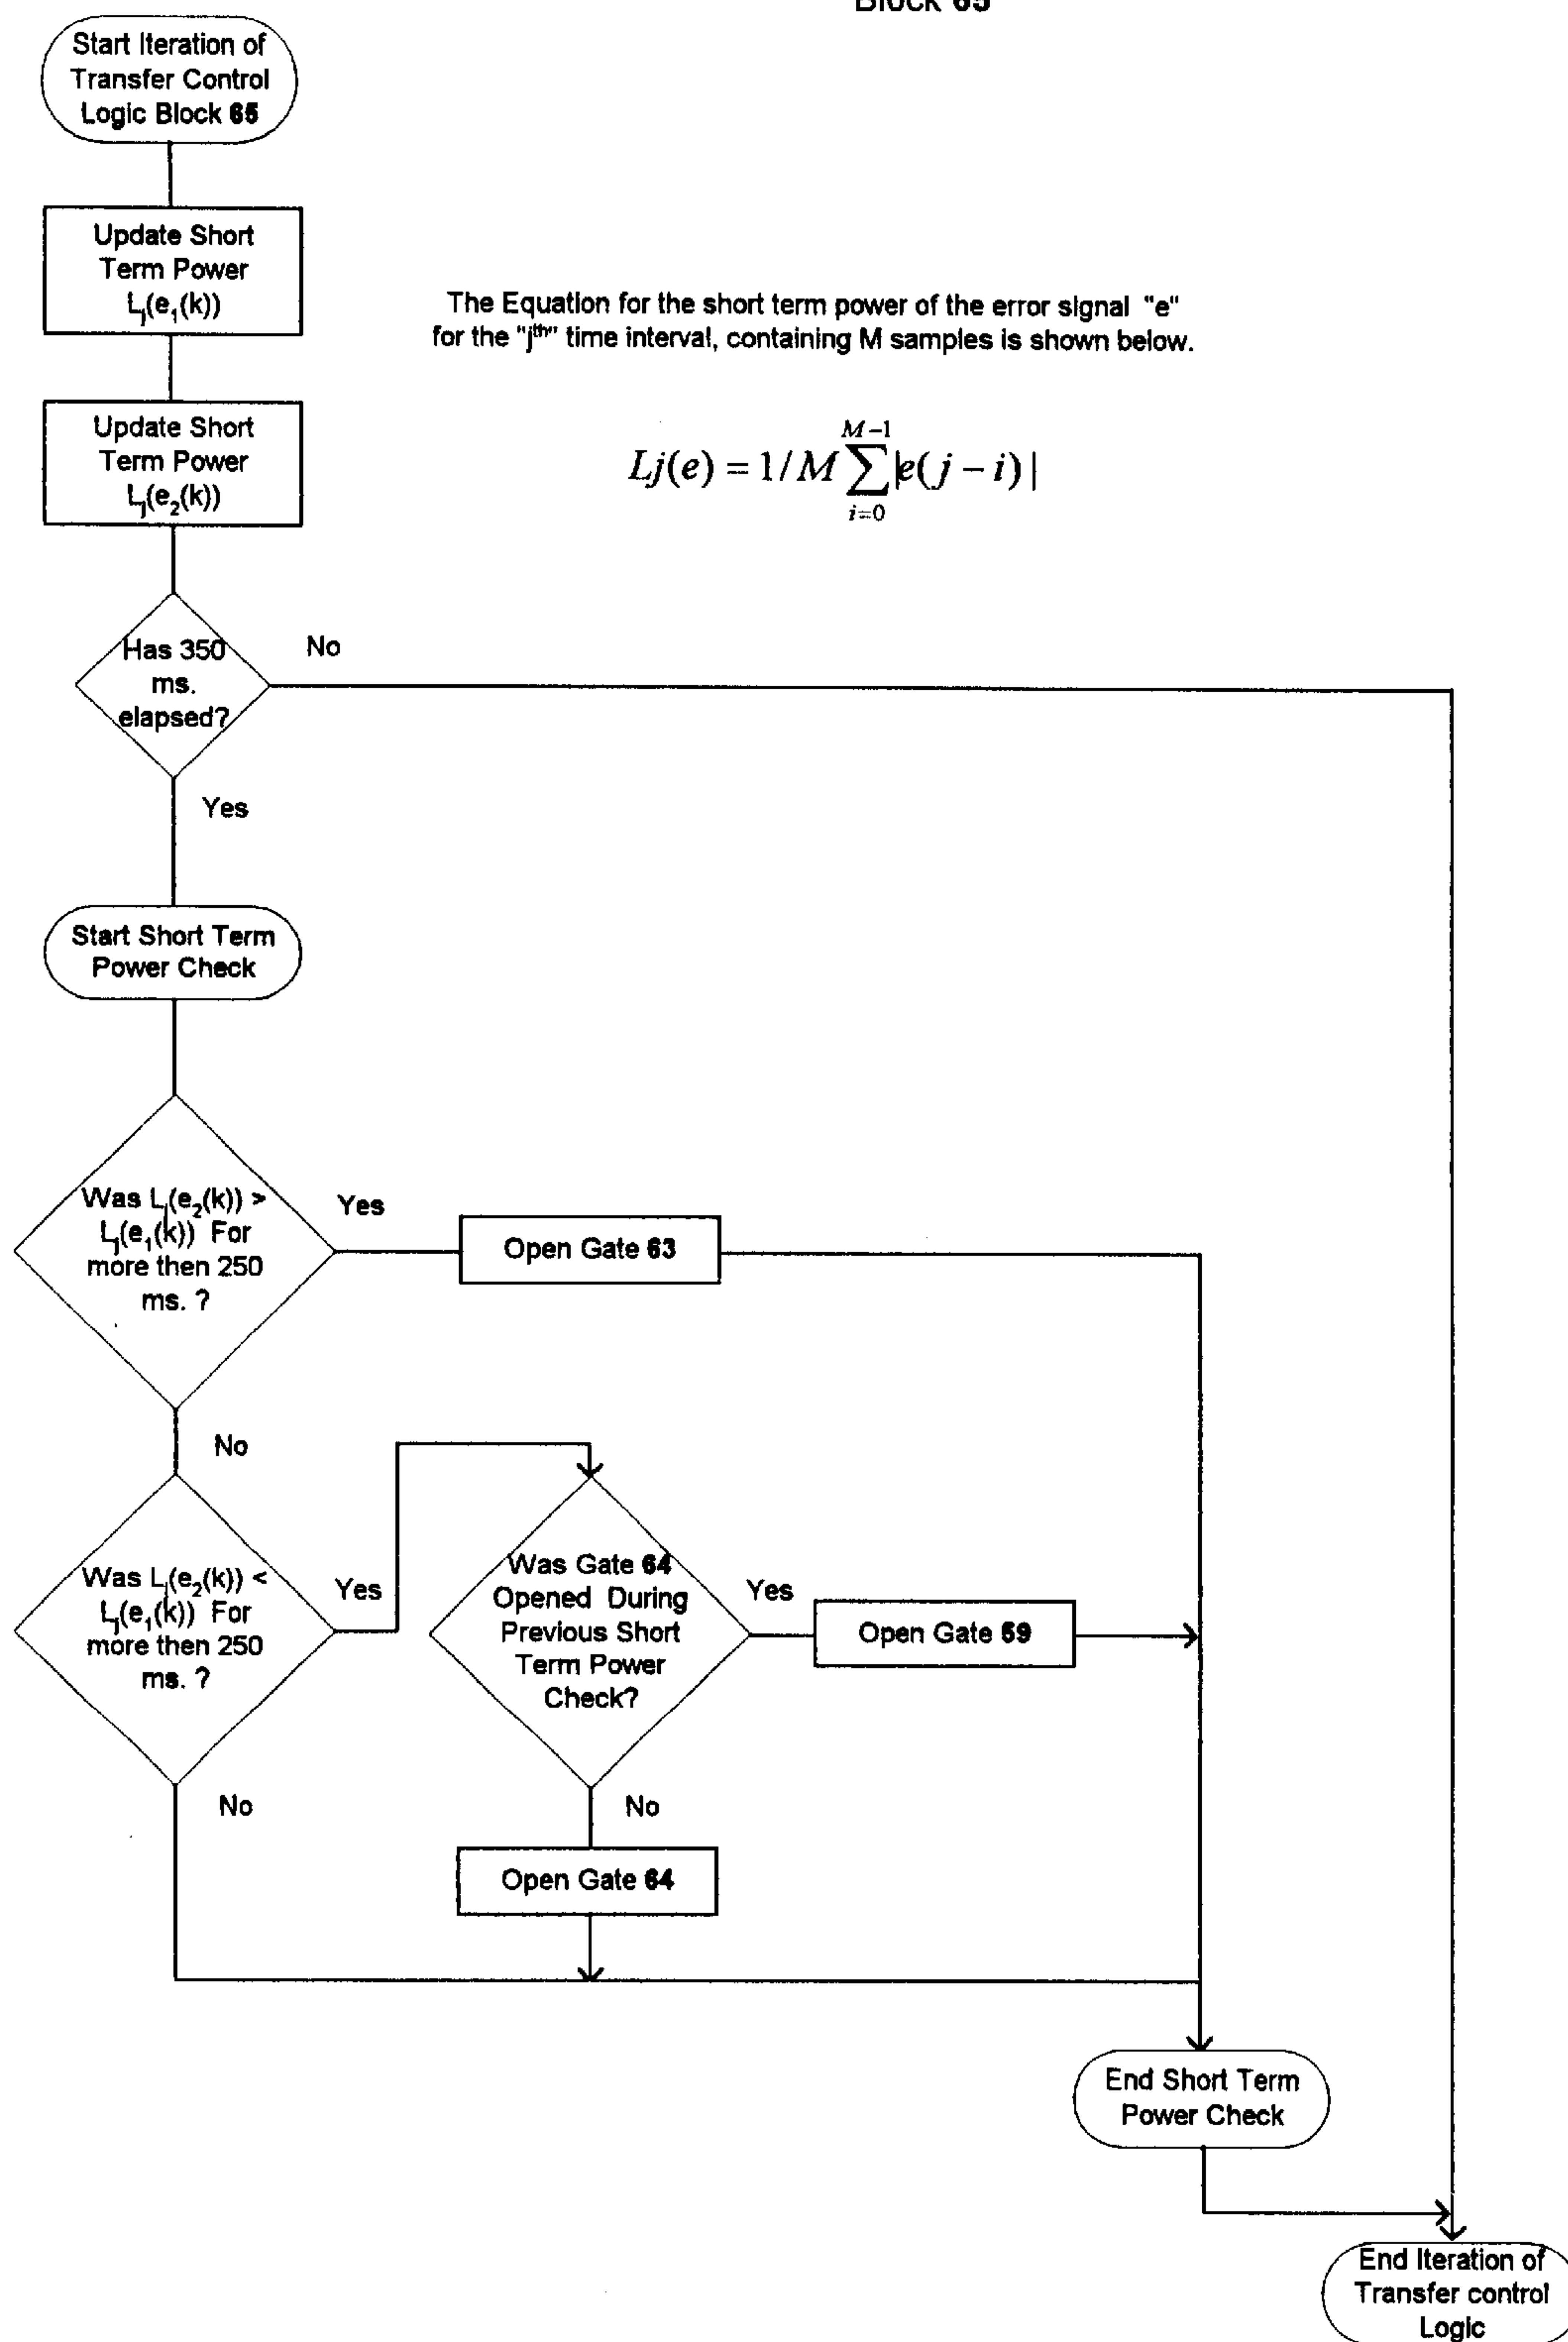 Block 65
Start Iteration of
Transfer Control
Logic Block 65
Update Short
Term Power
Lj(e1(k))
The Equation for the short term power of the error signal "e"
for the "jth" time interval, containing M samples is shown below.
Update Short
Term Power
Lj(e2(k))
Lj(e) = 1/M M-1 ∑ i=0 |e(j-i)|
Has 350
ms.
elapsed?
No
Yes
Start Short Term
Power Check
Was Lj(e2(k)) >
Lj(e1(k)) For
more then 250
ms. ?
Yes
Open Gate 63
No
Was Lj(e2(k)) <
Lj(e1(k)) For
more then 250
ms. ?
Yes
Was Gate 64
Opened During
Previous Short
Term Power
Check?
Yes
Open Gate 59
No
No
Open Gate 64
End Short Term
Power Check
End Iteration of
Transfer control
Logic